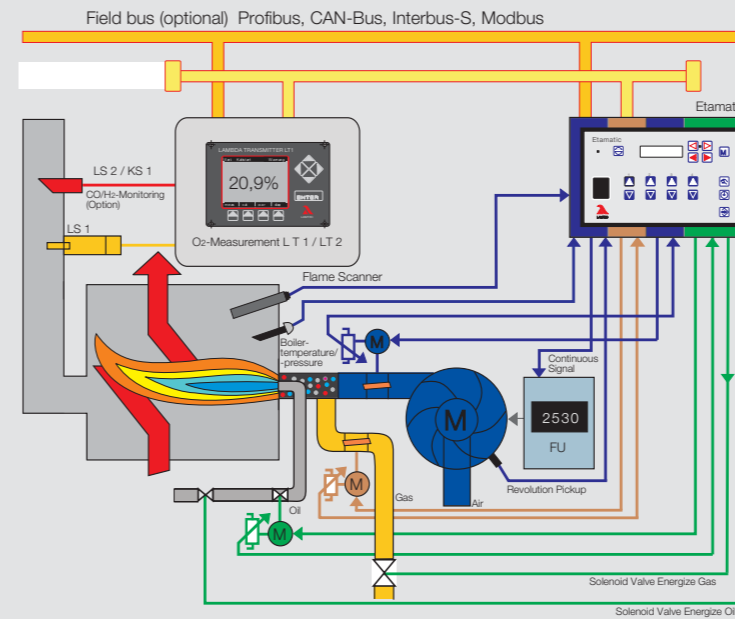 Field bus (optional) Profibus, CAN-Bus, Interbus-S, Modbus
Etamat
LAMBDA TRANSMITTER LT1
20,9%
ENTER
O2-Measurement L T 1 / LT 2
LS 2 / KS 1
CO/H2-Monitoring
(Option)
LS 1
Etamatic
M
Flame Scanner
Boiler-
temperature/
-pressure
M
Continuous
Signal
2530
FU
M
Revolution Pickup
Air
Gas
M
Oil
M
Solenoid Valve Energize Gas
Solenoid Valve Energize Oil